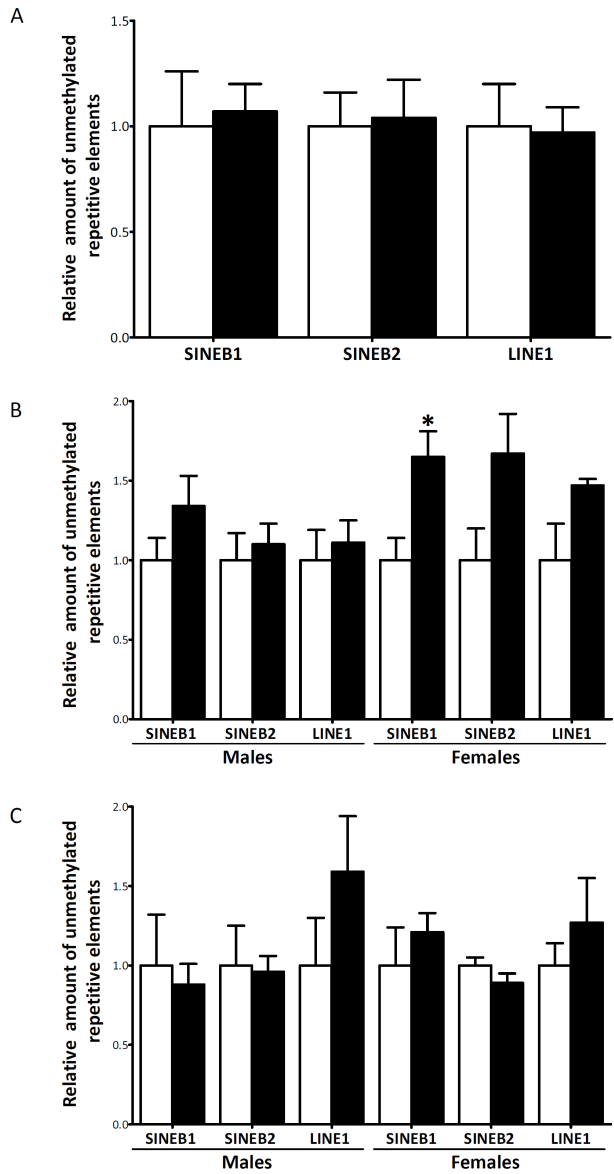 A
Relative amount of unmethylated
repetitive elements
1.5
1.0
0.5
0.0
SINEB1 SINEB2 LINE1
B
Relative amount of unmethylated
repetitive elements
2.0
1.5
1.0
0.5
0.0
*
SINEB1 SINEB2 LINE1 SINEB1 SINEB2 LINE1
Males Females
C
Relative amount of unmethylated
repetitive elements
2.0
1.5
1.0
0.5
0.0
SINEB1 SINEB2 LINE1 SINEB1 SINEB2 LINE1
Males Females